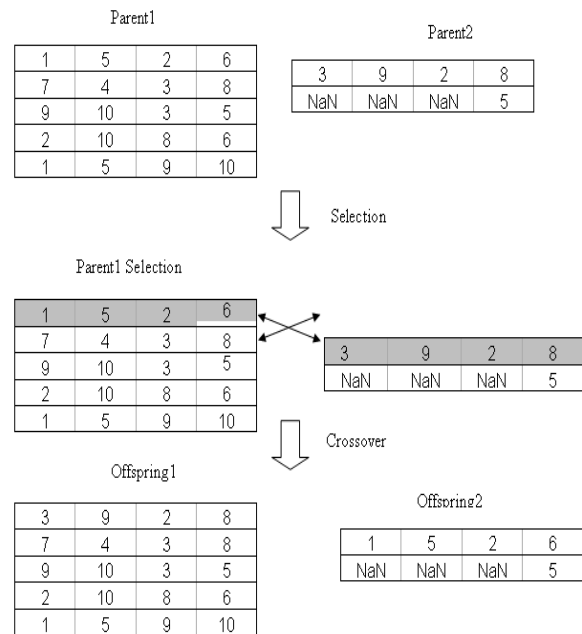 Parent1
Parent2
1 5 2 6
7 4 3 8
9 10 3 5
2 10 8 6
1 5 9 10
3 9 2 8
NaN NaN NaN 5
Selection
Parent1 Selection
1 5 2 6
7 4 3 8
9 10 3 5
2 10 8 6
1 5 9 10
3 9 2 8
NaN NaN NaN 5
Crossover
Offspring1
Offspring2
3 9 2 8
7 4 3 8
9 10 3 5
2 10 8 6
1 5 9 10
1 5 2 6
NaN NaN NaN 5